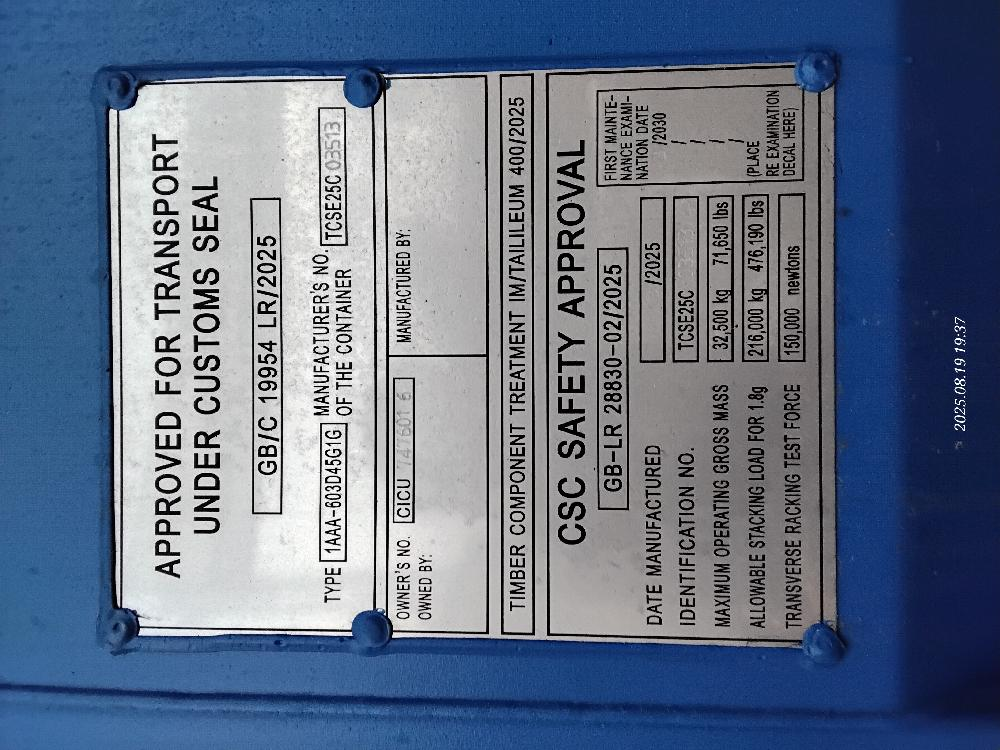 APPROVED FOR TRANSPORT
UNDER CUSTOMS SEAL
GB/C 19954 LR/2025
TYPE 1AAA-603D45G1G MANUFACTURER'S NO. OF THE CONTAINER TCSE25C 03513
OWNER'S NO. CICU 747601 6
OWNED BY:
MANUFACTURED BY:
TIMBER COMPONENT TREATMENT IM/TALILEUM 400/2025
CSC SAFETY APPROVAL
GB-LR 28830-02/2025
DATE MANUFACTURED /2025
IDENTIFICATION NO. TCSE25C
MAXIMUM OPERATING GROSS MASS 32,500 kg 71,650 lbs
ALLOWABLE STACKING LOAD FOR 1.8g 216,000 kg 476,190 lbs
TRANSVERSE RACKING TEST FORCE 150,000 newtons
FIRST MAINTE-
NANCE EXAMI-
NATION DATE
/2030
/
/
/
(PLACE
RE EXAMINATION
DECAL HERE)
2025.08.19 19:37